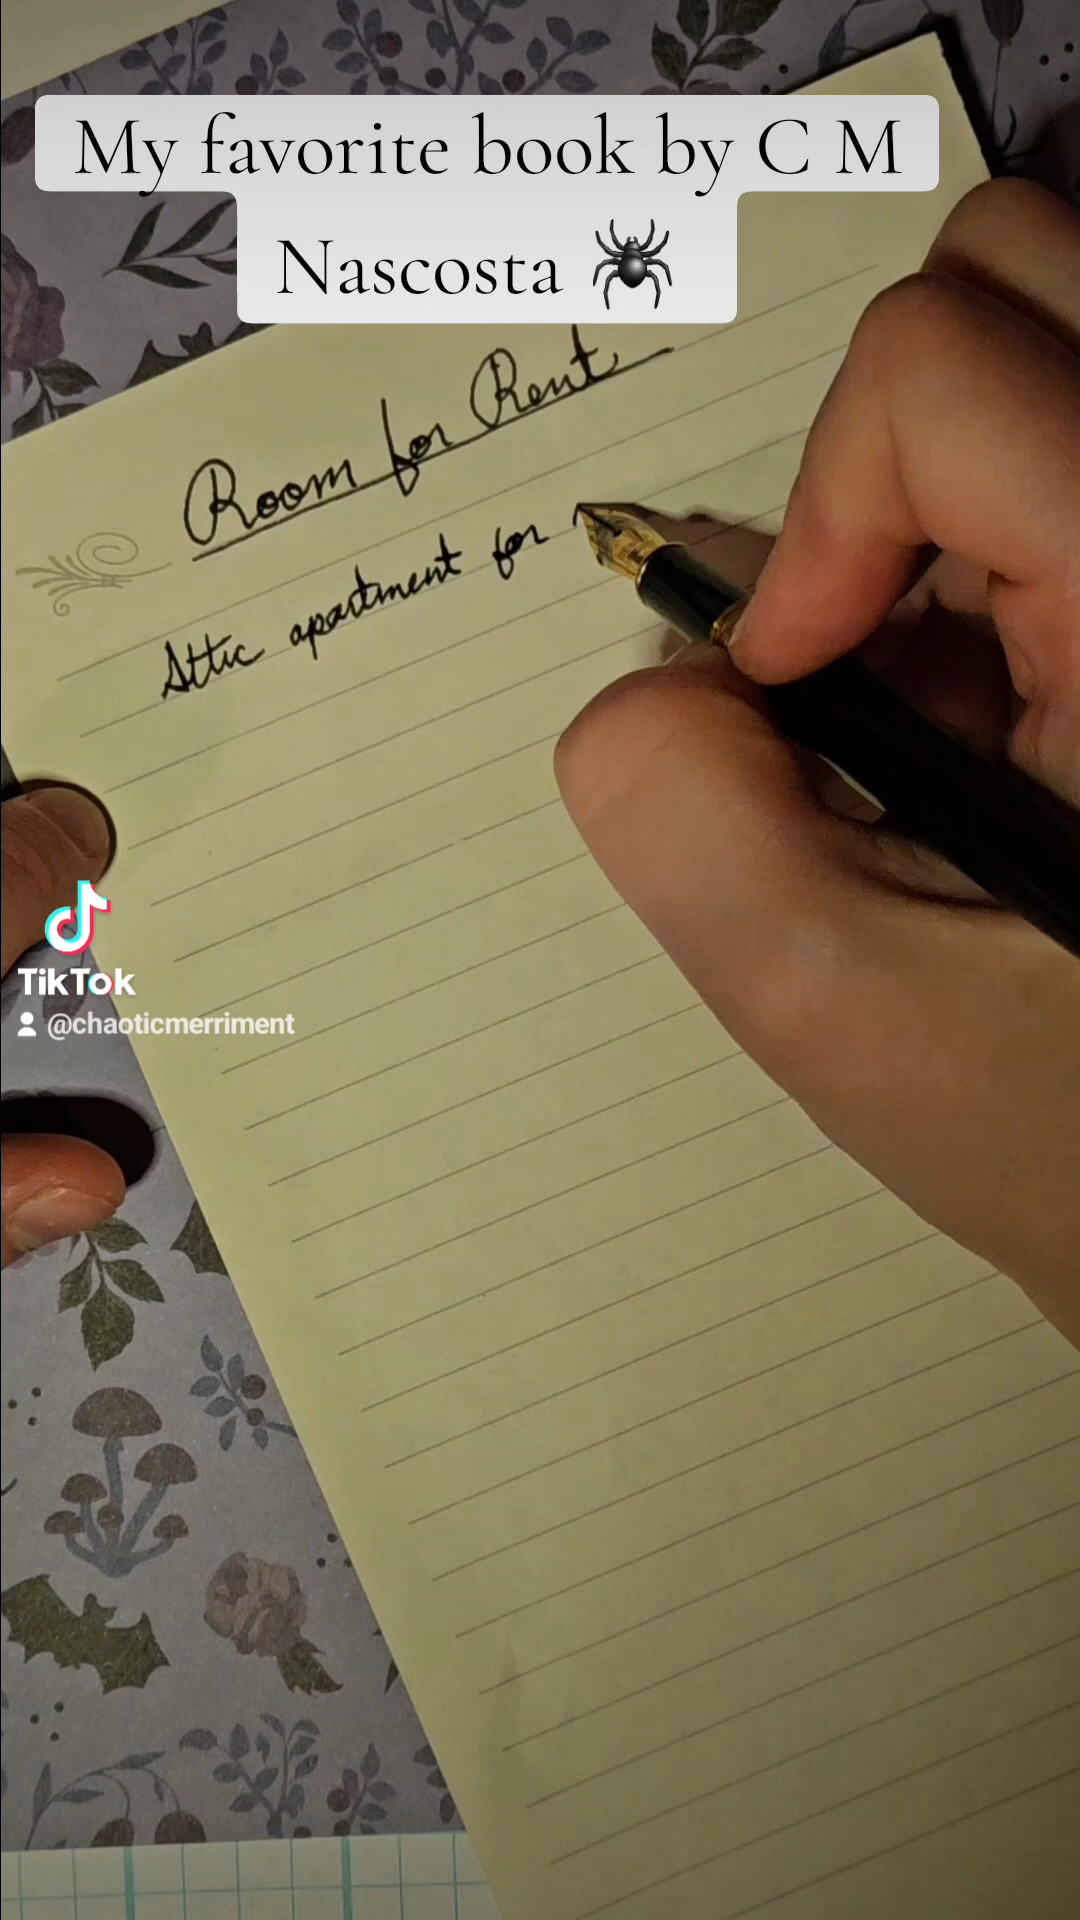 My favorite book by C M
Nascosta 🕷️
Room for Rent
Attic apartment for
TikTok
@chaoticmerriment